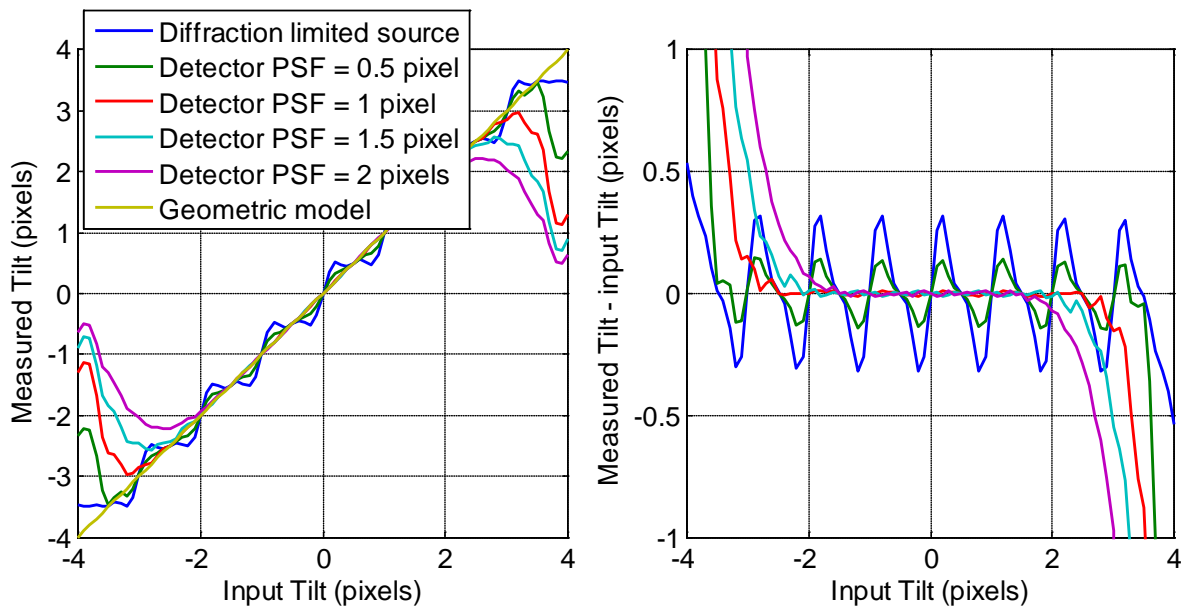 Diffraction limited source
Detector PSF = 0.5 pixel
Detector PSF = 1 pixel
Detector PSF = 1.5 pixel
Detector PSF = 2 pixels
Geometric model
4
3
2
1
0
-1
-2
-3
-4
-4
-2
0
2
4
Measured Tilt (pixels)
Input Tilt (pixels)
1
0.5
0
-0.5
-1
-4
-2
0
2
4
Measured Tilt - input Tilt (pixels)
Input Tilt (pixels)